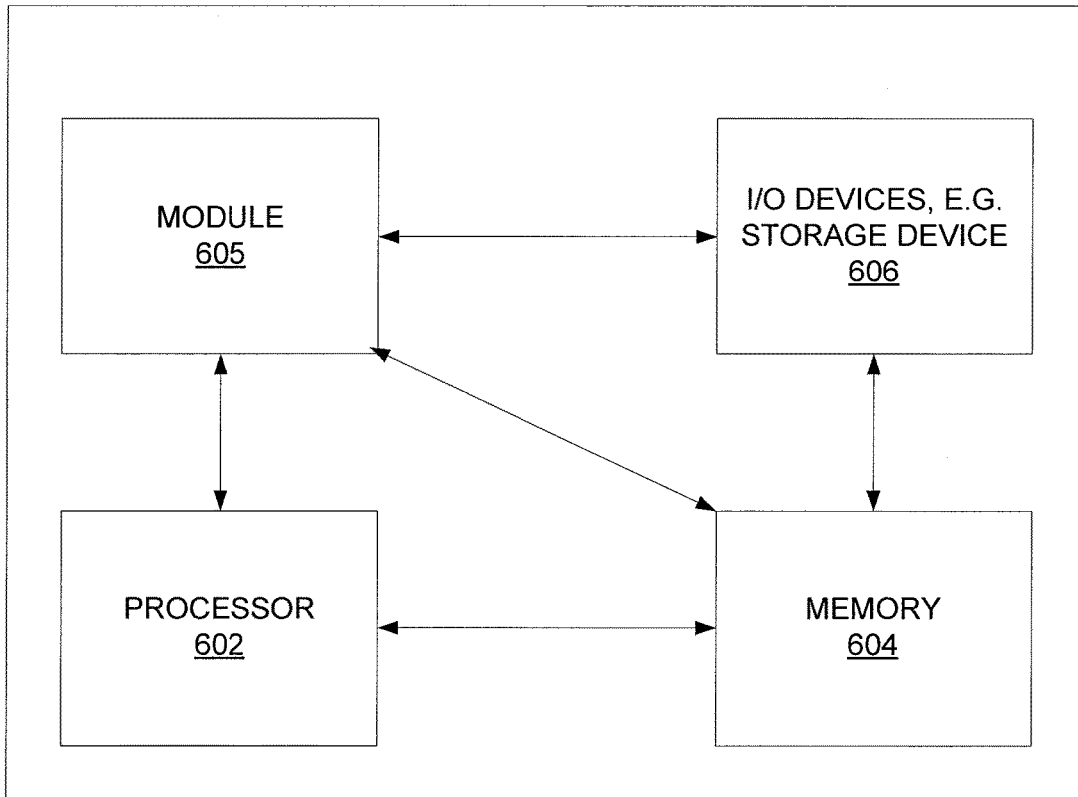 MODULE
605
I/O DEVICES, E.G.
STORAGE DEVICE
606
PROCESSOR
602
MEMORY
604